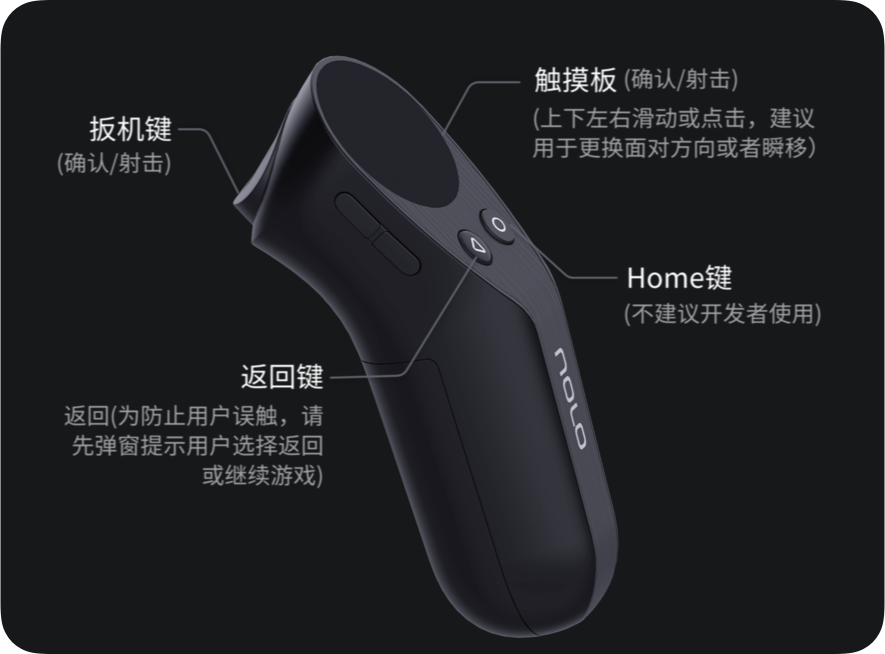 触摸板 (确认/射击)
(上下左右滑动或点击，建议
用于更换面对方向或者瞬移)
扳机键
(确认/射击)
Home键
(不建议开发者使用)
返回键
返回(为防止用户误触，请
先弹窗提示用户选择返回
或继续游戏)
nolo